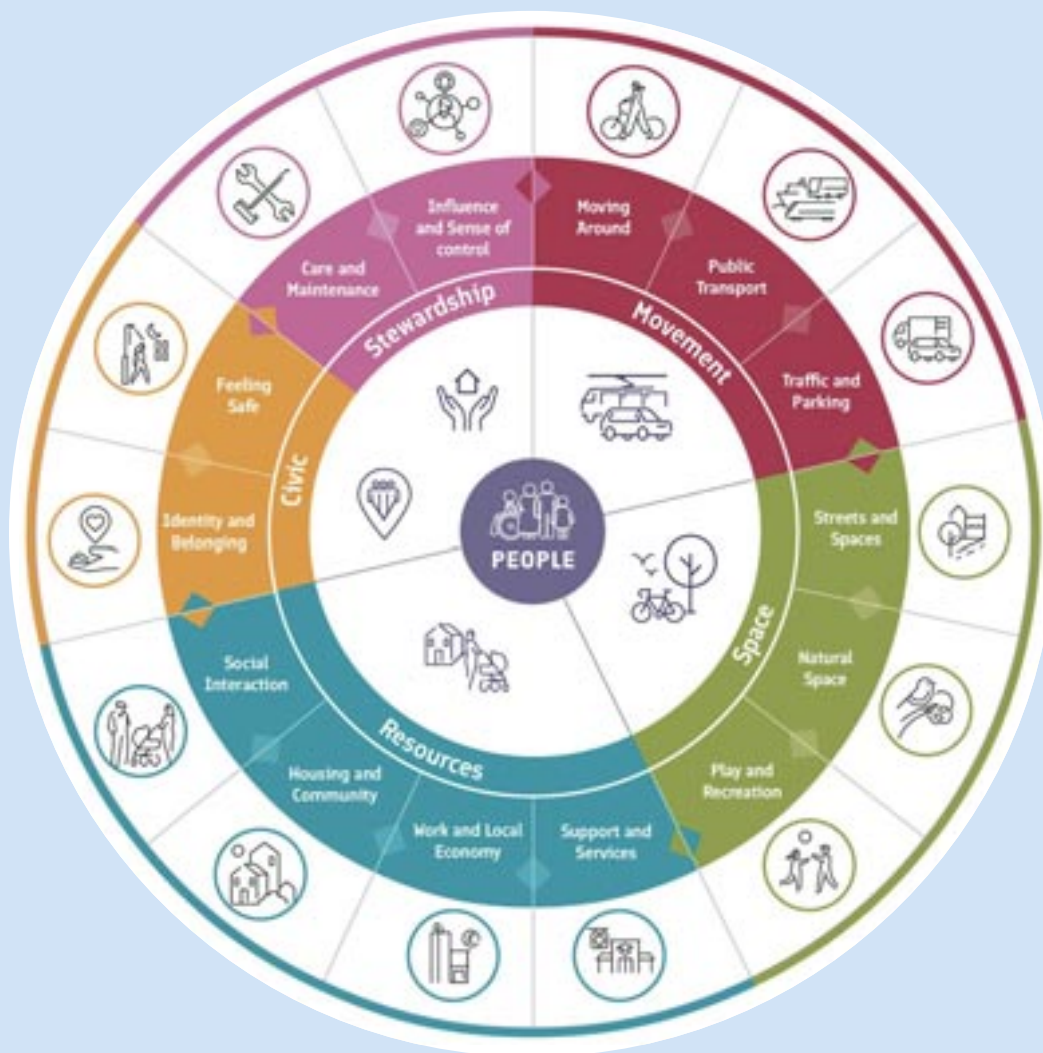 PEOPLE
Movement
Moving
Around
Public
Transport
Traffic and
Parking
Space
Streets and
Spaces
Natural
Space
Play and
Recreation
Resources
Support and
Services
Work and Local
Economy
Housing and
Community
Social
Interaction
Civic
Identity and
Belonging
Feeling
Safe
Stewardship
Care and
Maintenance
Influence
and Sense of
control